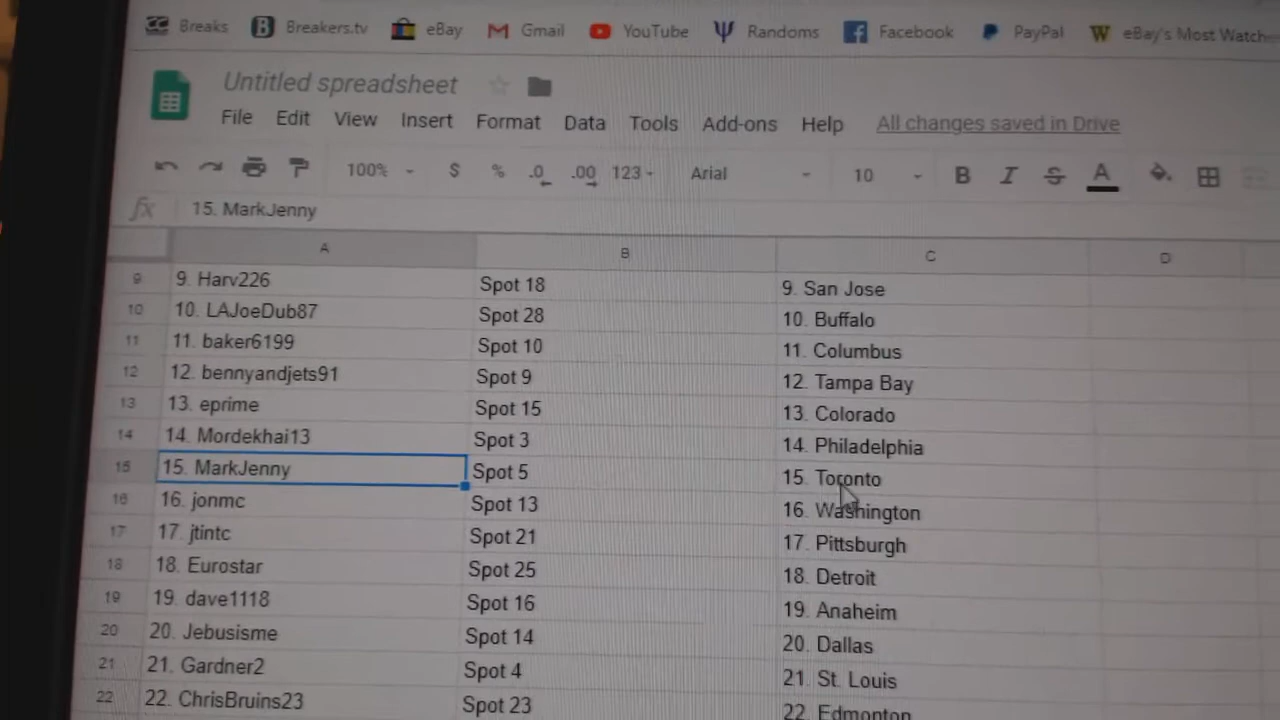 Breaks Breakers.tv eBay Gmail YouTube Randoms Facebook PayPal eBay's Most Watche
Untitled spreadsheet
File Edit View Insert Format Data Tools Add-ons Help All changes saved in Drive
100% $ % .0 .00 123 Arial 10 B I S A
fx 15. MarkJenny
A B C D
9 9. Harv226 Spot 18 9. San Jose
10 10. LAJoeDub87 Spot 28 10. Buffalo
11 11. baker6199 Spot 10 11. Columbus
12 12. bennyandjets91 Spot 9 12. Tampa Bay
13 13. eprime Spot 15 13. Colorado
14 14. Mordekhai13 Spot 3 14. Philadelphia
15 15. MarkJenny Spot 5 15. Toronto
16 16. jonmc Spot 13 16. Washington
17 17. jtintc Spot 21 17. Pittsburgh
18 18. Eurostar Spot 25 18. Detroit
19 19. dave1118 Spot 16 19. Anaheim
20 20. Jebusisme Spot 14 20. Dallas
21 21. Gardner2 Spot 4 21. St. Louis
22 22. ChrisBruins23 Spot 23 22. Edmonton